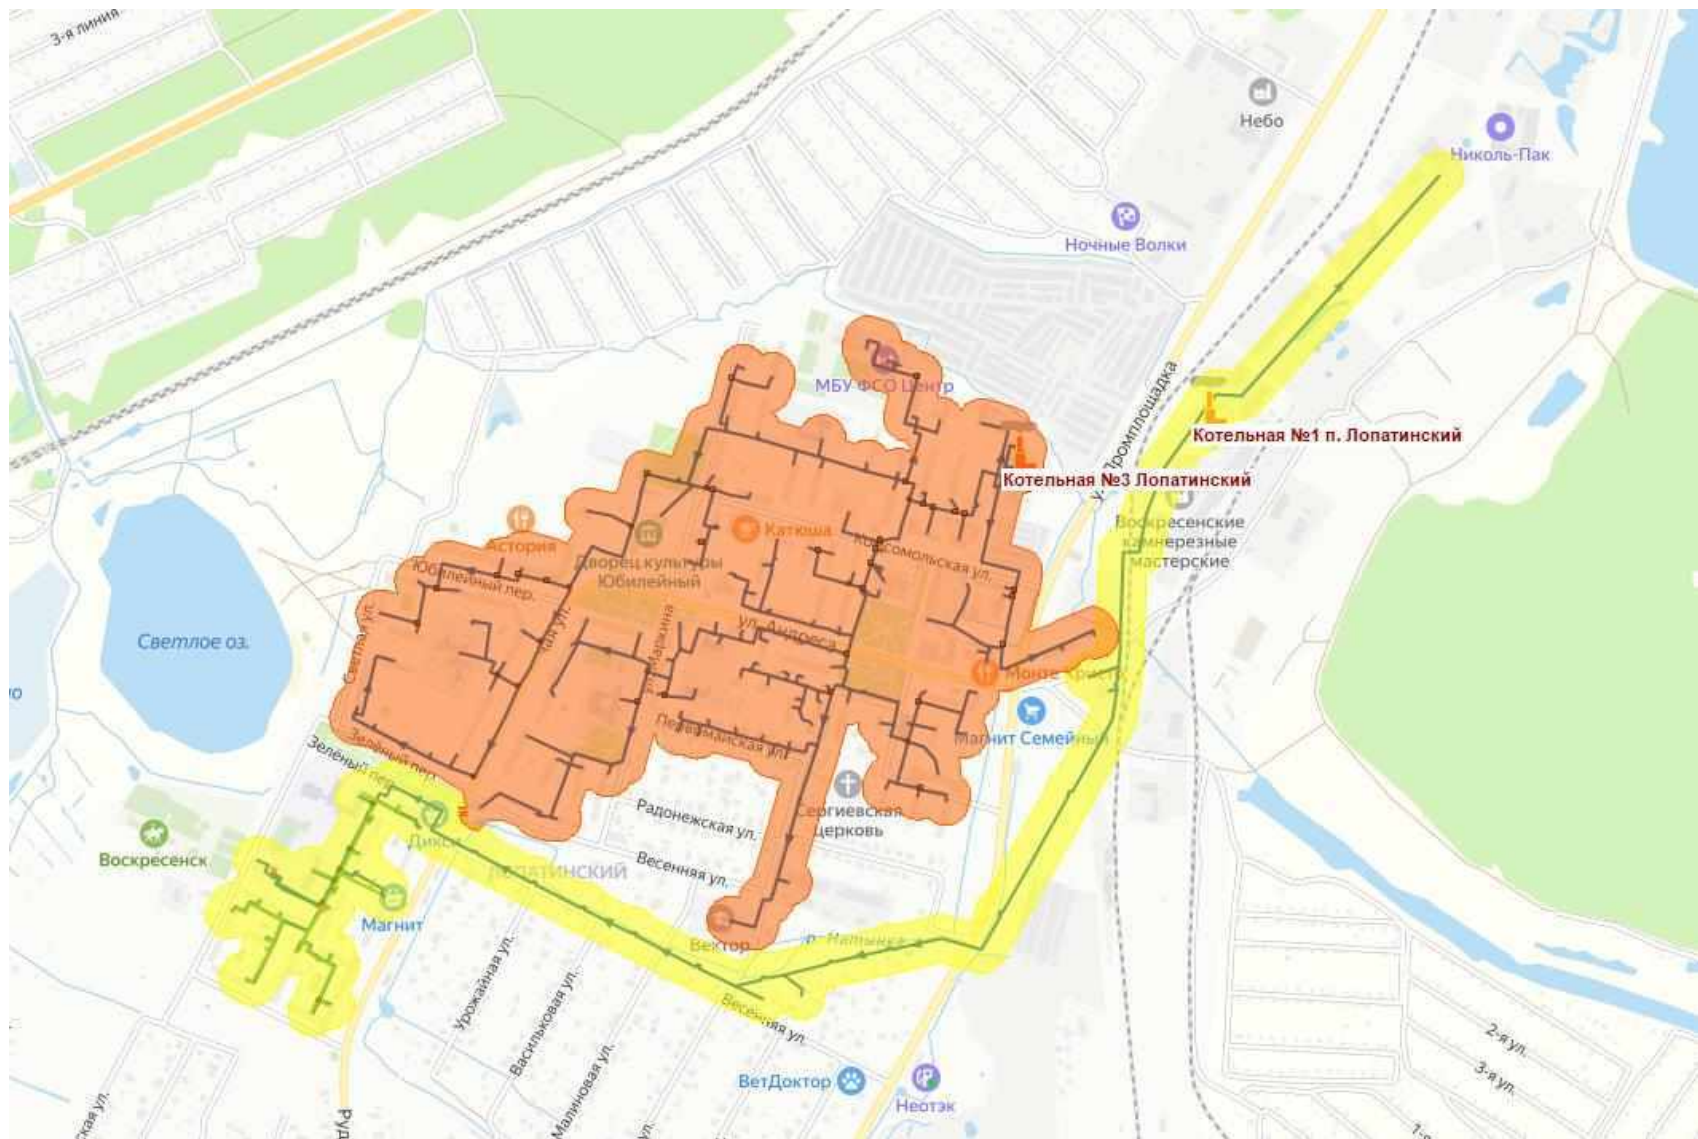 3-я линия
Небо
Николь-Пак
Ночные Волки
МБУ ФСО Центр
Промплощадка
Котельная №1 п. Лопатинский
Котельная №3 Лопатинский
Воскресенские
камнерезные
мастерские
Катюша
Астория
Комсомольская ул.
Дворец культуры
Юбилейный
Юбилейный пер.
Светлая ул.
Светлое оз.
ул. Андреса
Монте Кристо
Магнит Семейный
Первомайская ул.
Зелёный пер.
Зелёный пер.
Сергиевская
церковь
Радонежская ул.
Весенняя ул.
ЛОПАТИНСКИЙ
Дикси
Воскресенск
Магнит
Вектор
Урожайная ул.
Васильковая ул.
Малиновая ул.
Весенняя ул.
ВетДоктор
Неотэк
2-я ул.
3-я ул.